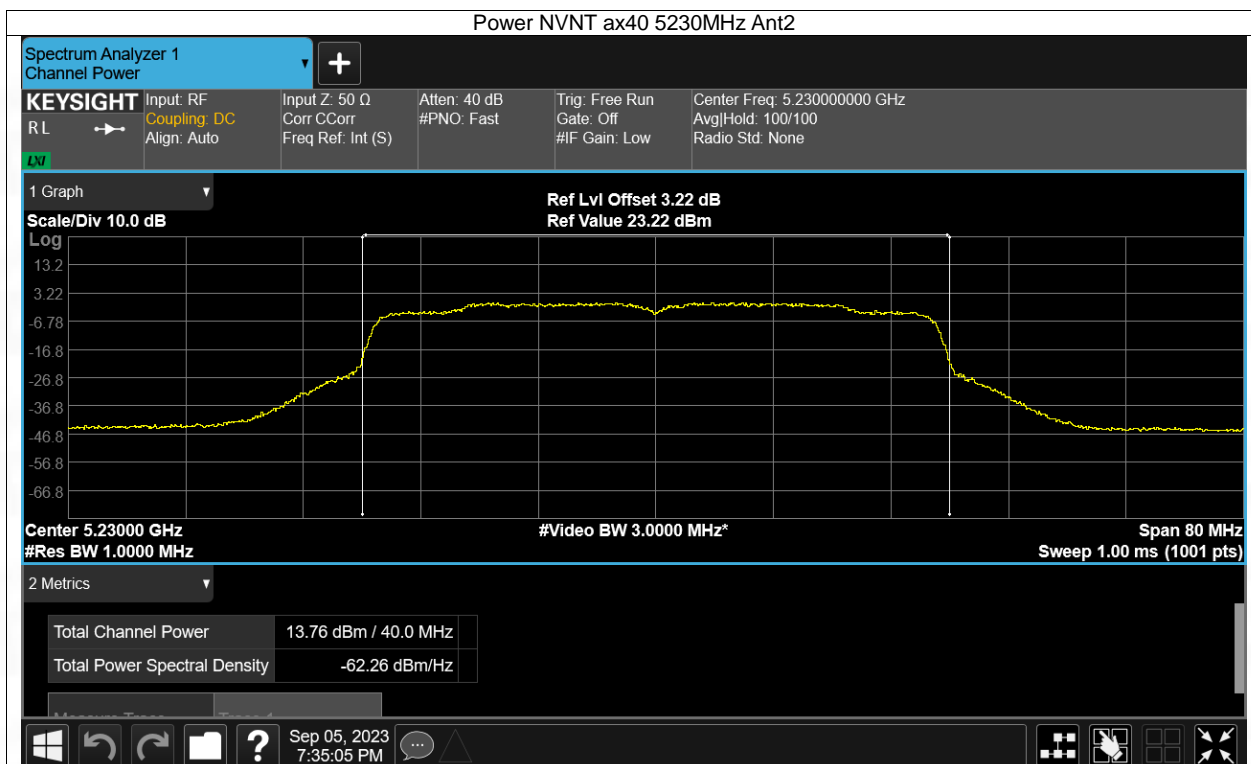 Power NVNT ax40 5230MHz Ant2
Spectrum Analyzer 1
Channel Power
KEYSIGHT
RL
LXI
Input: RF
Coupling: DC
Align: Auto
Input Z: 50 Ω
Corr CCorr
Freq Ref: Int (S)
Atten: 40 dB
#PNO: Fast
Trig: Free Run
Gate: Off
#IF Gain: Low
Center Freq: 5.230000000 GHz
Avg|Hold: 100/100
Radio Std: None
1 Graph
Scale/Div 10.0 dB
Ref Lvl Offset 3.22 dB
Ref Value 23.22 dBm
Log
13.2
3.22
-6.78
-16.8
-26.8
-36.8
-46.8
-56.8
-66.8
Center 5.23000 GHz
#Res BW 1.0000 MHz
#Video BW 3.0000 MHz*
Span 80 MHz
Sweep 1.00 ms (1001 pts)
2 Metrics
Total Channel Power 13.76 dBm / 40.0 MHz
Total Power Spectral Density -62.26 dBm/Hz
?
Sep 05, 2023
7:35:05 PM